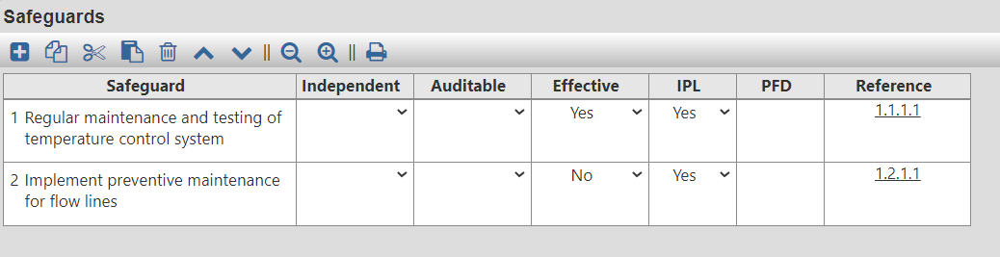 Safeguards
Safeguard Independent Auditable Effective IPL PFD Reference
1 Regular maintenance and testing of Yes Yes 1.1.1.1
temperature control system
2 Implement preventive maintenance No Yes 1.2.1.1
for flow lines